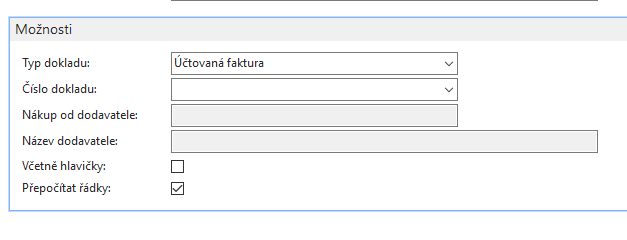 Možnosti
Typ dokladu: Účtovaná faktura
Číslo dokladu:
Nákup od dodavatele:
Název dodavatele:
Včetně hlavičky:
Přepočítat řádky: